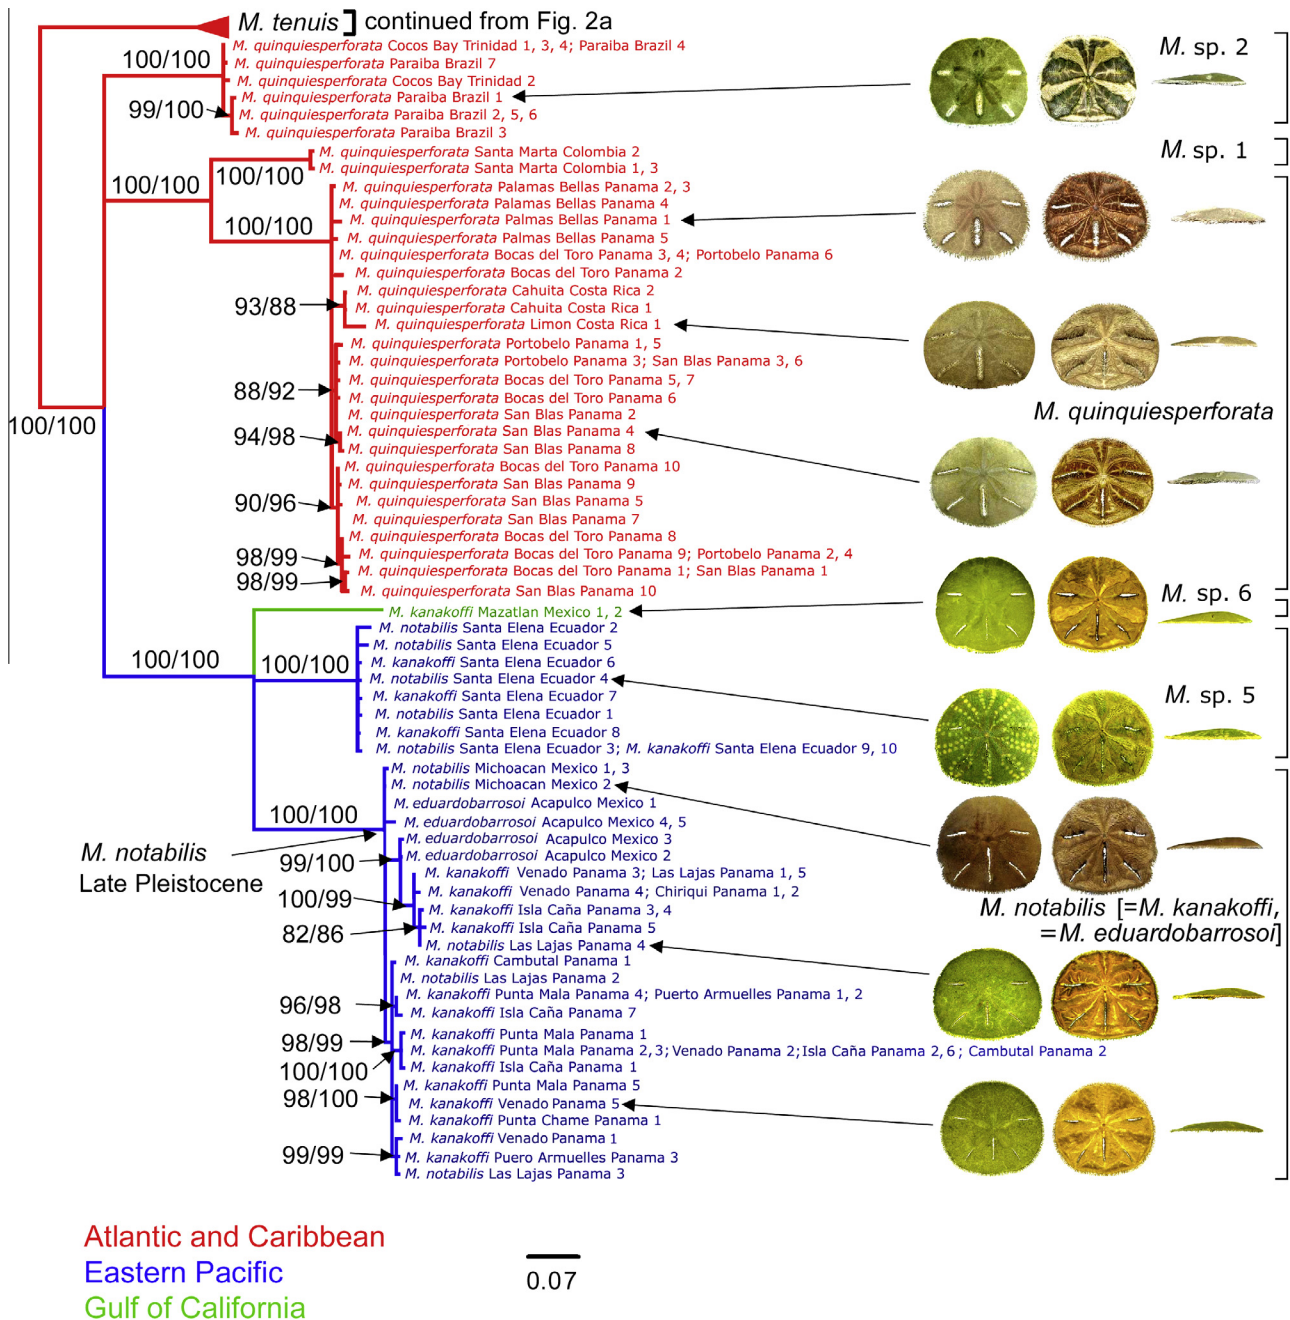 M. tenuis ] continued from Fig. 2a
M. quinquiesperforata Cocos Bay Trinidad 1, 3, 4; Paraiba Brazil 4
100/100
M. quinquiesperforata Paraiba Brazil 7
M. quinquiesperforata Cocos Bay Trinidad 2
M. sp. 2
M. quinquiesperforata Paraiba Brazil 1
99/100
M. quinquiesperforata Paraiba Brazil 2, 5, 6
M. quinquiesperforata Paraiba Brazil 3
M. quinquiesperforata Santa Marta Colombia 2
M. sp. 1
M. quinquiesperforata Santa Marta Colombia 1, 3
100/100
100/100
M. quinquiesperforata Palamas Bellas Panama 2, 3
M. quinquiesperforata Palamas Bellas Panama 4
M. quinquiesperforata Palmas Bellas Panama 1
100/100
M. quinquiesperforata Palmas Bellas Panama 5
M. quinquiesperforata Bocas del Toro Panama 3, 4; Portobelo Panama 6
M. quinquiesperforata Bocas del Toro Panama 2
M. quinquiesperforata Cahuita Costa Rica 2
93/88
M. quinquiesperforata Cahuita Costa Rica 1
M. quinquiesperforata Limon Costa Rica 1
M. quinquiesperforata Portobelo Panama 1, 5
M. quinquiesperforata Portobelo Panama 3; San Blas Panama 3, 6
M. quinquiesperforata Bocas del Toro Panama 5, 7
88/92
M. quinquiesperforata Bocas del Toro Panama 6
M. quinquiesperforata San Blas Panama 2
M. quinquiesperforata
100/100
M. quinquiesperforata San Blas Panama 4
94/98
M. quinquiesperforata San Blas Panama 8
M. quinquiesperforata Bocas del Toro Panama 10
M. quinquiesperforata San Blas Panama 9
90/96
M. quinquiesperforata San Blas Panama 5
M. quinquiesperforata San Blas Panama 7
M. quinquiesperforata Bocas del Toro Panama 8
98/99
M. quinquiesperforata Bocas del Toro Panama 9; Portobelo Panama 2, 4
M. quinquiesperforata Bocas del Toro Panama 1; San Blas Panama 1
98/99
M. quinquiesperforata San Blas Panama 10
M. sp. 6
M. kanakoffi Mazatlan Mexico 1, 2
M. notabilis Santa Elena Ecuador 2
M. notabilis Santa Elena Ecuador 5
100/100
100/100
M. kanakoffi Santa Elena Ecuador 6
M. notabilis Santa Elena Ecuador 4
M. kanakoffi Santa Elena Ecuador 7
M. sp. 5
M. notabilis Santa Elena Ecuador 1
M. kanakoffi Santa Elena Ecuador 8
M. notabilis Santa Elena Ecuador 3; M. kanakoffi Santa Elena Ecuador 9, 10
M. notabilis Michoacan Mexico 1, 3
M. notabilis Michoacan Mexico 2
M. eduardobarrosoi Acapulco Mexico 1
100/100
M. eduardobarrosoi Acapulco Mexico 4, 5
M. eduardobarrosoi Acapulco Mexico 3
M. notabilis
Late Pleistocene
99/100
M. eduardobarrosoi Acapulco Mexico 2
M. kanakoffi Venado Panama 3; Las Lajas Panama 1, 5
M. kanakoffi Venado Panama 4; Chiriqui Panama 1, 2
100/99
M. kanakoffi Isla Caña Panama 3, 4
M. notabilis [=M. kanakoffi,
=M. eduardobarrosoi]
82/86
M. kanakoffi Isla Caña Panama 5
M. notabilis Las Lajas Panama 4
M. kanakoffi Cambutal Panama 1
M. notabilis Las Lajas Panama 2
M. kanakoffi Punta Mala Panama 4; Puerto Armuelles Panama 1, 2
96/98
M. kanakoffi Isla Caña Panama 7
M. kanakoffi Punta Mala Panama 1
98/99
M. kanakoffi Punta Mala Panama 2,3; Venado Panama 2; Isla Caña Panama 2,6; Cambutal Panama 2
100/100
M. kanakoffi Isla Caña Panama 1
M. kanakoffi Punta Mala Panama 5
98/100
M. kanakoffi Venado Panama 5
M. kanakoffi Punta Chame Panama 1
M. kanakoffi Venado Panama 1
99/99
M. kanakoffi Puero Armuelles Panama 3
M. notabilis Las Lajas Panama 3
Atlantic and Caribbean
Eastern Pacific
Gulf of California
0.07